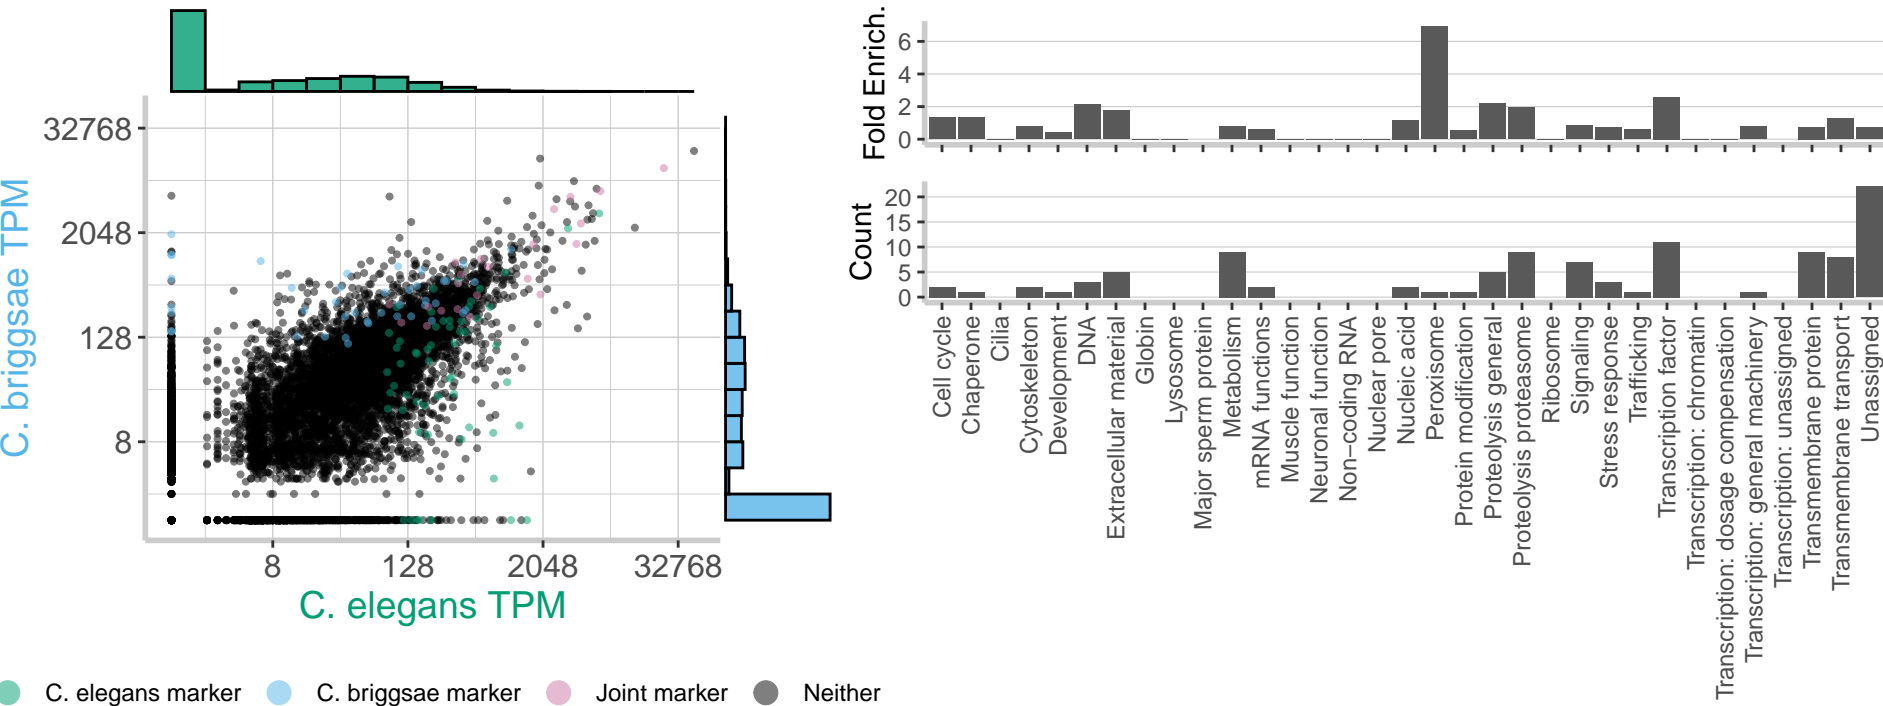 32768
2048
128
8
C. briggsae TPM
8
128
2048
32768
C. elegans TPM
C. elegans marker
C. briggsae marker
Joint marker
Neither
Fold Enrich.
6
4
2
0
Count
20
15
10
5
0
Cell cycle
Chaperone
Cilia
Cytoskeleton
Development
DNA
Extracellular material
Globin
Lysosome
Major sperm protein
Metabolism
mRNA functions
Muscle function
Neuronal function
Non−coding RNA
Nuclear pore
Nucleic acid
Peroxisome
Protein modification
Proteolysis general
Proteolysis proteasome
Ribosome
Signaling
Stress response
Trafficking
Transcription factor
Transcription: chromatin
Transcription: dosage compensation
Transcription: general machinery
Transcription: unassigned
Transmembrane protein
Transmembrane transport
Unassigned